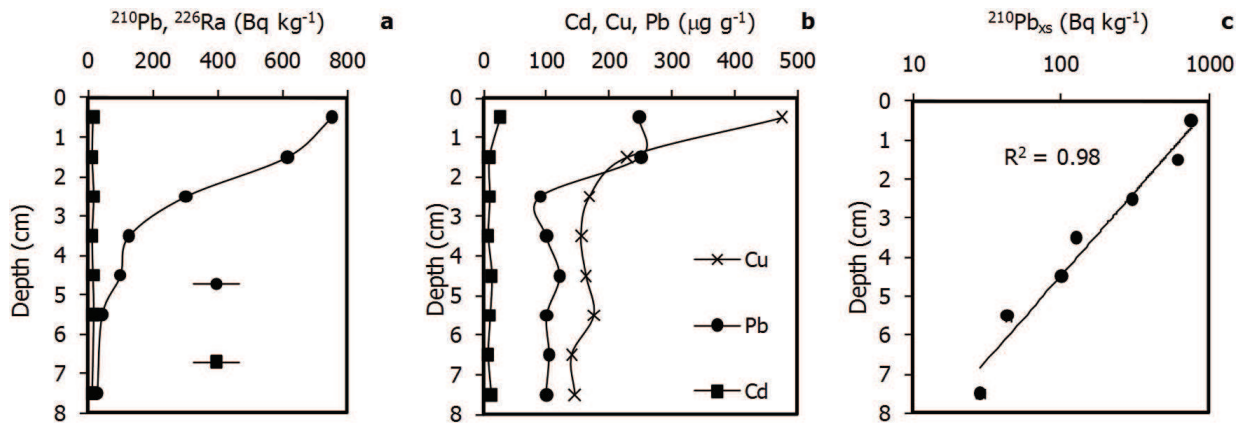 ²¹⁰Pb, ²²⁶Ra (Bq kg⁻¹) a
0 200 400 600 800
Depth (cm)
0
1
2
3
4
5
6
7
8
Cd, Cu, Pb (µg g⁻¹) b
0 100 200 300 400 500
Depth (cm)
0
1
2
3
4
5
6
7
8
Cu
Pb
Cd
²¹⁰Pbxs (Bq kg⁻¹) c
10 100 1000
Depth (cm)
0
1
2
3
4
5
6
7
8
R² = 0.98